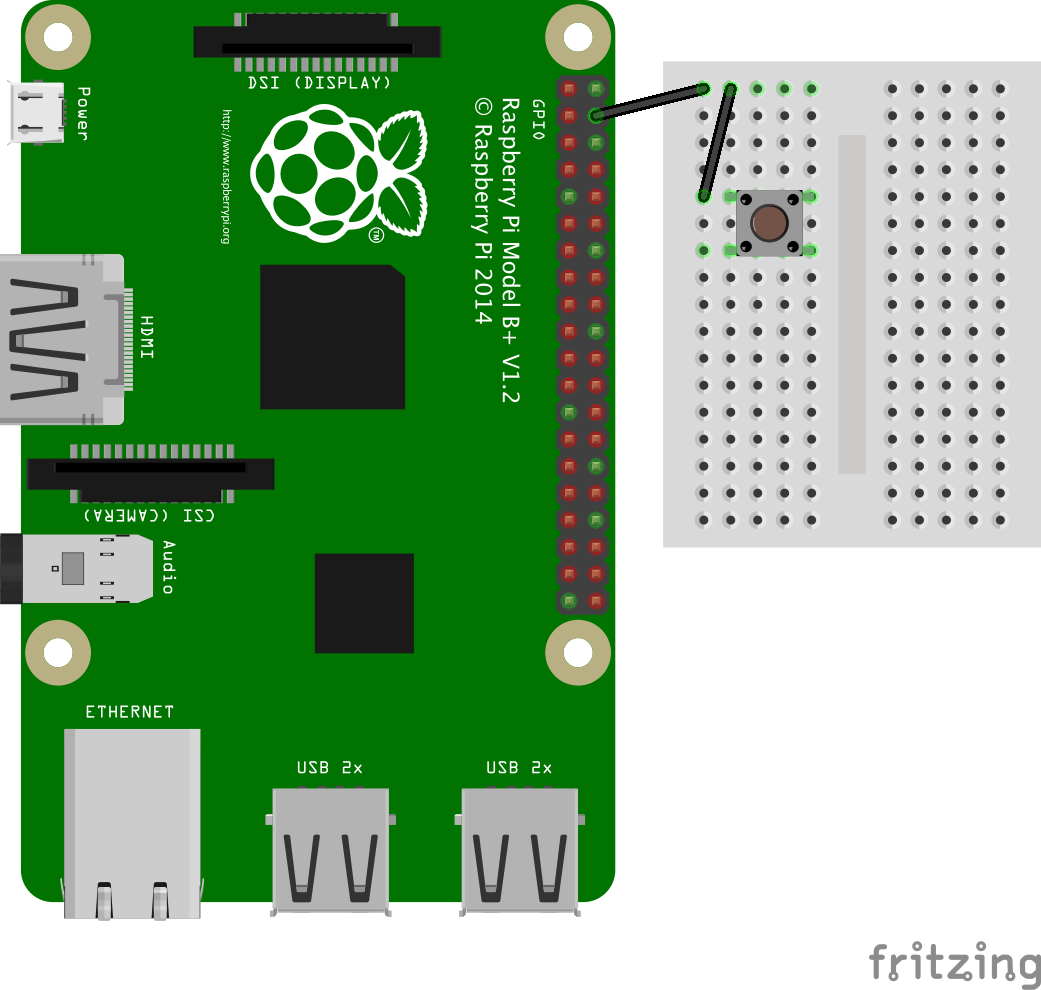 DSI (DISPLAY)
Power
http://www.raspberrypi.org
TM
GPIO
Raspberry Pi Model B+ V1.2
© Raspberry Pi 2014
HDMI
CSI (CAMERA)
Audio
ETHERNET
USB 2x
USB 2x
fritzing